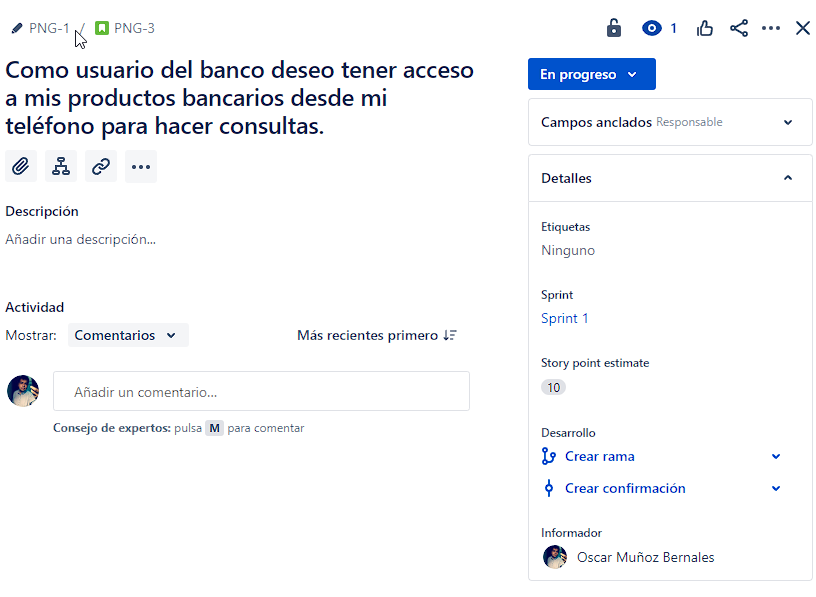 PNG-1 / PNG-3
1
Como usuario del banco deseo tener acceso
a mis productos bancarios desde mi
teléfono para hacer consultas.
Descripción
Añadir una descripción...
Actividad
Mostrar: Comentarios Más recientes primero
Añadir un comentario...
Consejo de expertos: pulsa M para comentar
En progreso
Campos anclados Responsable
Detalles
Etiquetas
Ninguno
Sprint
Sprint 1
Story point estimate
10
Desarrollo
Crear rama
Crear confirmación
Informador
Oscar Muñoz Bernales